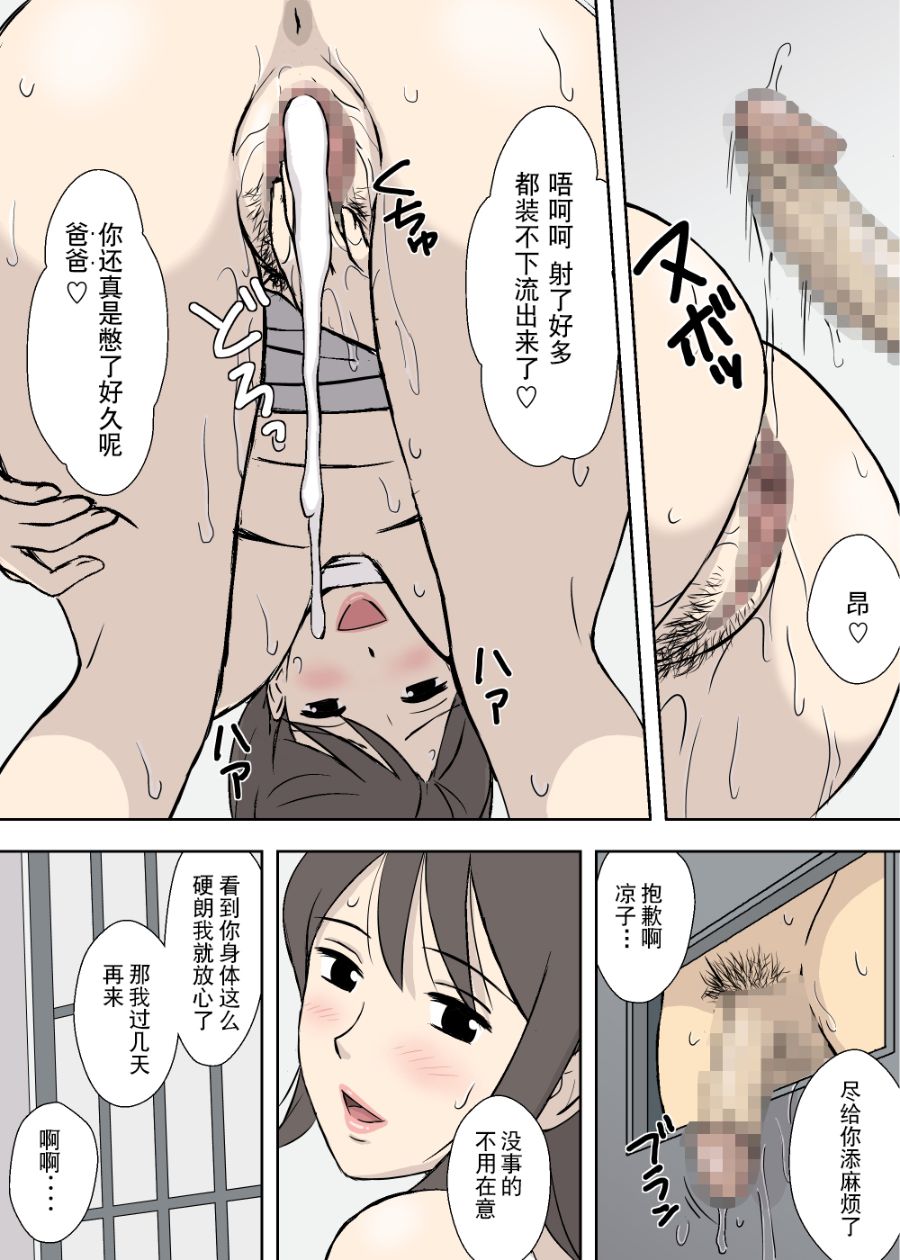 ヌ
ボッ
昂
♡
唔呵呵 射了好多
都装不下流出来了♡
くちゅ
你还真是憋了好久呢
爸爸♡
どろっ
ハァ
ハァ
抱歉啊
凉子…
尽给你添麻烦了
ブラン
没事的
不用在意
看到你身体这么
硬朗我就放心了
那我过几天
再来
啊啊‥‥